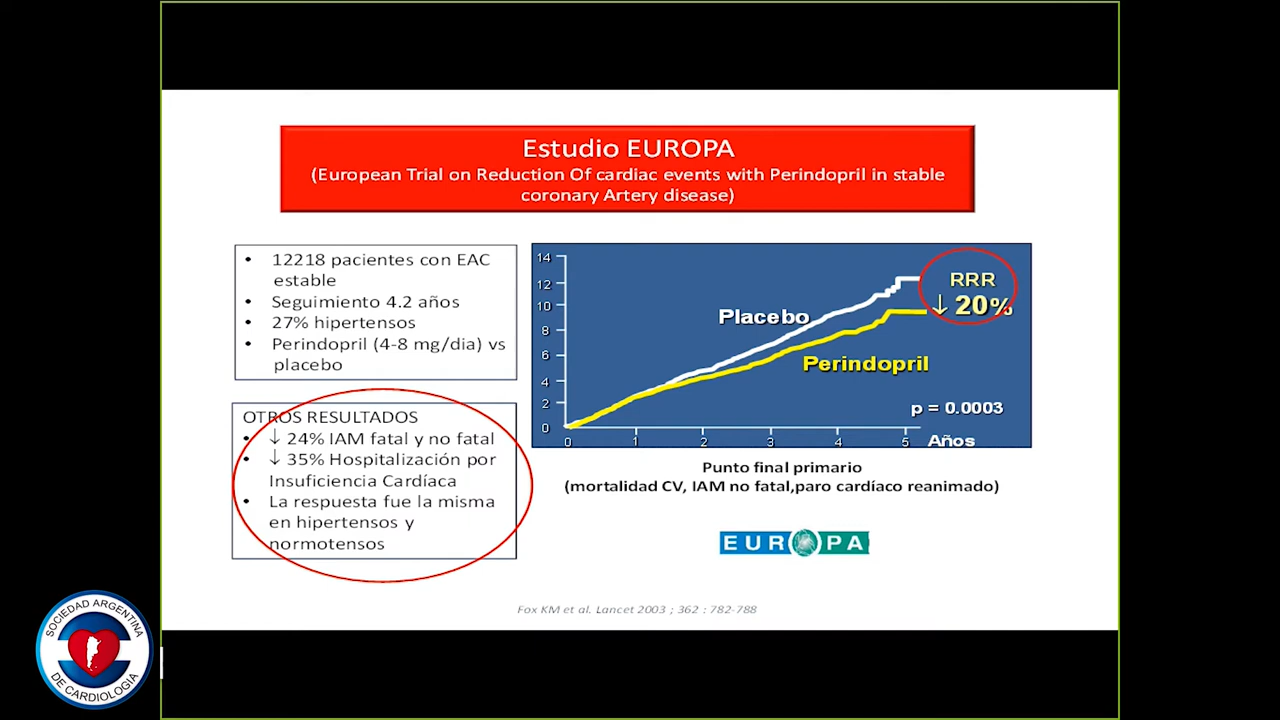 Estudio EUROPA
(European Trial on Reduction Of cardiac events with Perindopril in stable
coronary Artery disease)
• 12218 pacientes con EAC
estable
• Seguimiento 4.2 años
• 27% hipertensos
• Perindopril (4-8 mg/dia) vs
placebo
OTROS RESULTADOS
• ↓ 24% IAM fatal y no fatal
• ↓ 35% Hospitalización por
Insuficiencia Cardíaca
• La respuesta fue la misma
en hipertensos y
normotensos
14
12
10
8
6
4
2
0
0 1 2 3 4 5 Años
Placebo
Perindopril
RRR
↓ 20%
p = 0.0003
Punto final primario
(mortalidad CV, IAM no fatal,paro cardíaco reanimado)
EUROPA
Fox KM et al. Lancet 2003 ; 362 : 782-788
SOCIEDAD ARGENTINA
DE CARDIOLOGIA